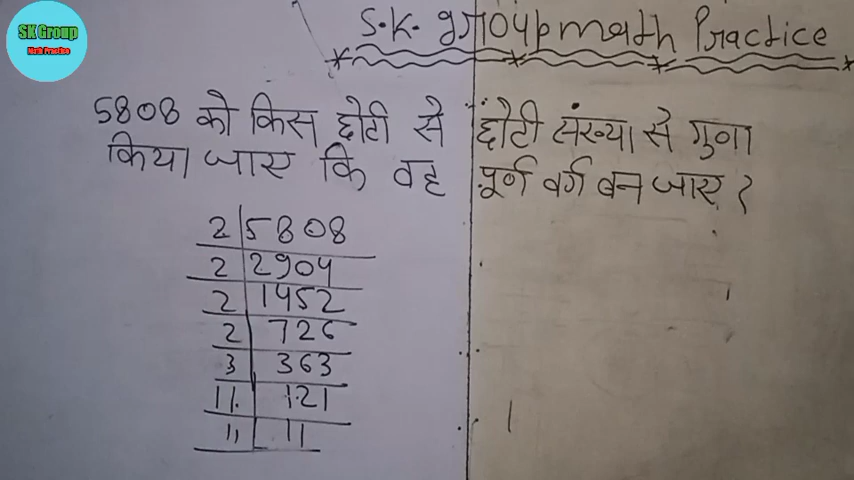 SK Group
Math Practice
S.K. group math Practice
5808 को किस छोटी से छोटी संख्या से गुणा
किया जाए कि वह पूर्ण वर्ग बन जाए ?
2 | 5808
2 | 2904
2 | 1452
2 | 726
3 | 363
11 | 121
11 | 11